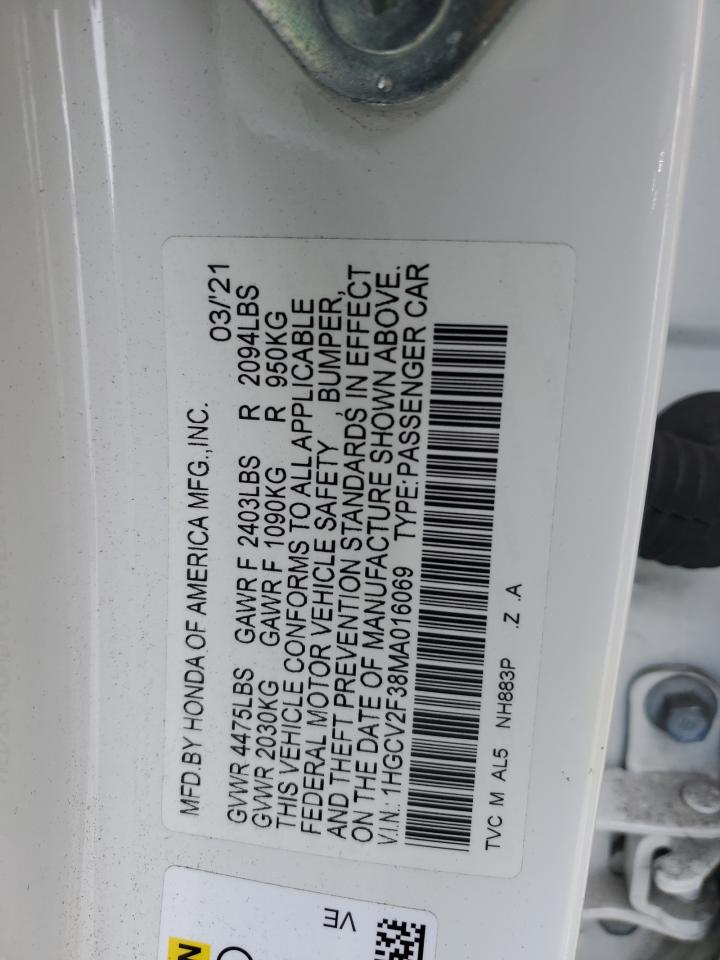 MFD.BY HONDA OF AMERICA MFG.,INC. 03/'21
GVWR 4475LBS GAWR F 2403LBS R 2094LBS
GVWR 2030KG GAWR F 1090KG R 950KG
THIS VEHICLE CONFORMS TO ALL APPLICABLE
FEDERAL MOTOR VEHICLE SAFETY , BUMPER,
AND THEFT PREVENTION STANDARDS IN EFFECT
ON THE DATE OF MANUFACTURE SHOWN ABOVE.
V.I.N.: 1HGCV2F38MA016069 TYPE:PASSENGER CAR
TVC M AL5 NH883P .Z .A
VE